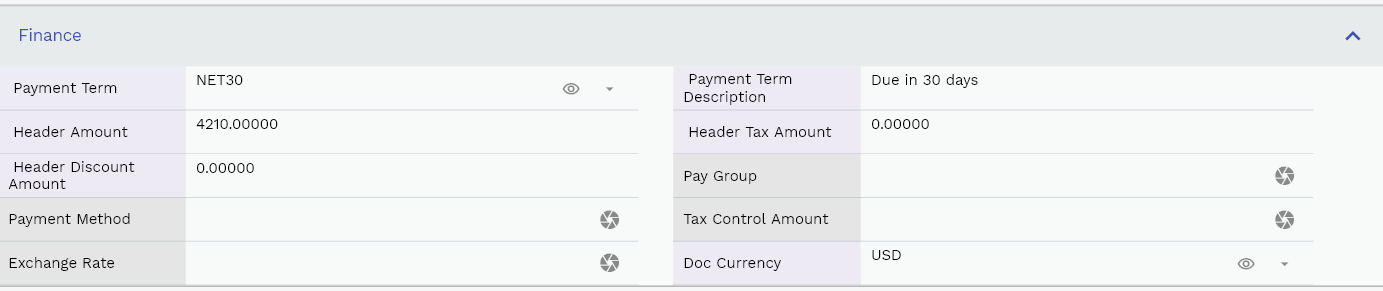 Finance
Payment Term NET30 Payment Term Description Due in 30 days
Header Amount 4210.00000 Header Tax Amount 0.00000
Header Discount Amount 0.00000 Pay Group
Payment Method Tax Control Amount
Exchange Rate Doc Currency USD